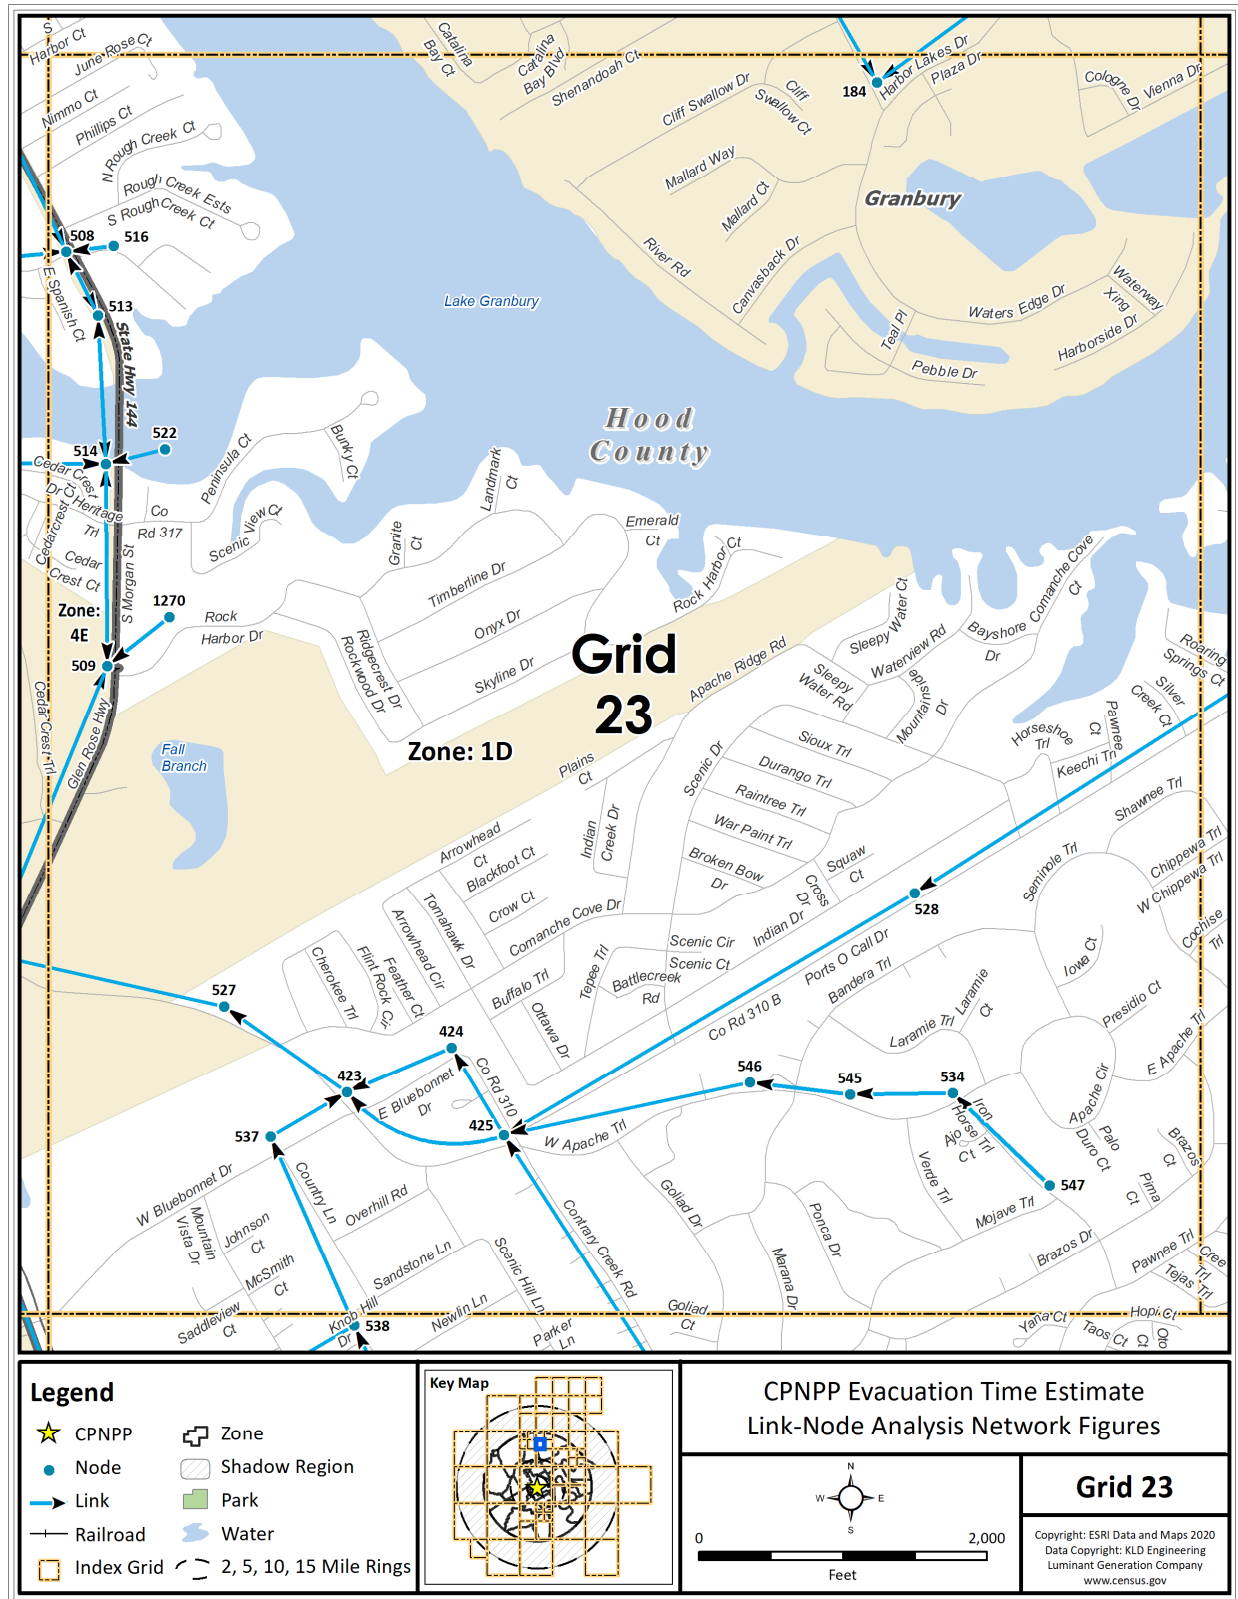 S
Harbor Ct
June Rose Ct
Nimmo Ct
Phillips Ct
N Rough Creek Ct
Rough Creek Ests
S Rough Creek Ct
Catalina
Bay Ct
Catalina
Bay Blvd
Shenandoah Ct
Cliff Swallow Dr
Cliff
Swallow Ct
184
Harbor Lakes Dr
Plaza Dr
Cologne Dr
Vienna Dr
Mallard Way
Mallard Ct
Granbury
River Rd
Canvasback Dr
Teal Pl
Waters Edge Dr
Waterway
Xing
Harborside Dr
Pebble Dr
508
516
E Spanish Ct
513
State Hwy 144
Lake Granbury
Hood
County
514
522
Cedar Crest
Dr
Cedarcrest Ct
Heritage
Trl
Co
Rd 317
Peninsula Ct
Bunky Ct
Scenic View Ct
Landmark
Ct
Granite
Ct
Emerald
Ct
Rock Harbor Ct
Cedar
Crest Ct
S Morgan St
Timberline Dr
Onyx Dr
Skyline Dr
Zone:
4E
1270
Rock
Harbor Dr
Ridgecrest Dr
Rockwood Dr
509
Cedar Crest Trl
Glen Rose Hwy
Fall
Branch
Grid
23
Zone: 1D
Apache Ridge Rd
Sleepy Water Ct
Sleepy
Water Rd
Waterview Rd
Bayshore
Dr
Comanche Cove
Ct
Mountainside
Dr
Roaring
Springs Ct
Silver
Creek Ct
Pawnee
Ct
Horseshoe
Trl
Keechi Trl
Plains
Ct
Scenic Dr
Sioux Trl
Durango Trl
Raintree Trl
War Paint Trl
Broken Bow
Dr
Indian
Creek Dr
Squaw
Ct
Cross
Dr
Indian Dr
Shawnee Trl
Seminole Trl
Chippewa Trl
W Chippewa Trl
Cochise
Trl
Arrowhead
Ct
Blackfoot Ct
Crow Ct
Comanche Cove Dr
Tomahawk Dr
Arrowhead Cir
Feather Ct
Flint Rock Cir
Cherokee Trl
Buffalo Trl
Ottawa Dr
Tepee Trl
Scenic Cir
Scenic Ct
Battlecreek
Rd
528
Ports O Call Dr
Bandera Trl
Co Rd 310 B
Iowa Ct
Laramie
Ct
Laramie Trl
Presidio Ct
E Apache Trl
Apache Cir
527
423
424
E Bluebonnet
Dr
Co Rd 310
425
537
W Apache Trl
546
545
534
Iron
Horse Trl
Ajo
Ct
547
Palo
Duro Ct
Brazos
Ct
Pima
Ct
Verde Trl
Mojave Trl
Brazos Dr
Pawnee Trl
Cree
Trl
Tejas Trl
W Bluebonnet Dr
Country Ln
Overhill Rd
Mountain
Vista Dr
Johnson
Ct
McSmith
Ct
Saddleview
Ct
Sandstone Ln
Knob Hill
Dr
538
Newlin Ln
Scenic Hill Ln
Parker
Ln
Contrary Creek Rd
Goliad Dr
Goliad
Ct
Ponca Dr
Marana Dr
Yana Ct
Taos Ct
Hopi Ct
Oto
Ct
Legend
CPNPP
Node
Link
Railroad
Index Grid
Zone
Shadow Region
Park
Water
2, 5, 10, 15 Mile Rings
Key Map
CPNPP Evacuation Time Estimate
Link-Node Analysis Network Figures
N
W E
S
0 2,000
Feet
Grid 23
Copyright: ESRI Data and Maps 2020
Data Copyright: KLD Engineering
Luminant Generation Company
www.census.gov